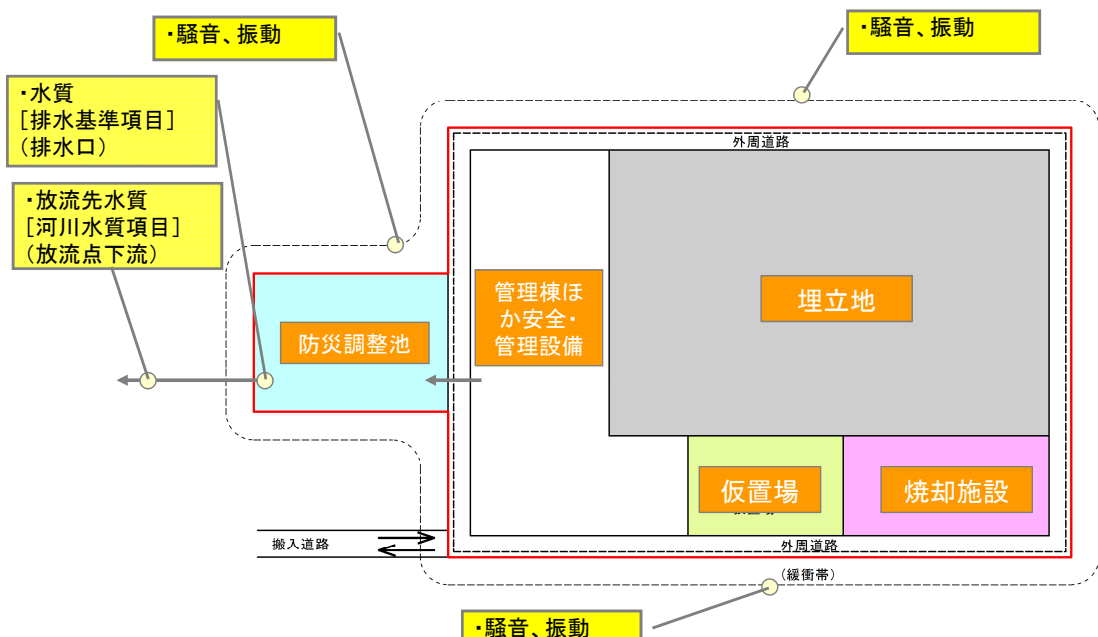 ・騒音、振動
・騒音、振動
・水質
［排水基準項目］
（排水口）
・放流先水質
［河川水質項目］
（放流点下流）
外周道路
管理棟ほ
か安全・
管理設備
埋立地
防災調整池
仮置場
焼却施設
搬入道路
外周道路
（緩衝帯）
・騒音、振動